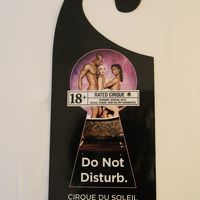 18+
RATED CIRQUE
Do Not
Disturb.
CIRQUE DU SOLEIL